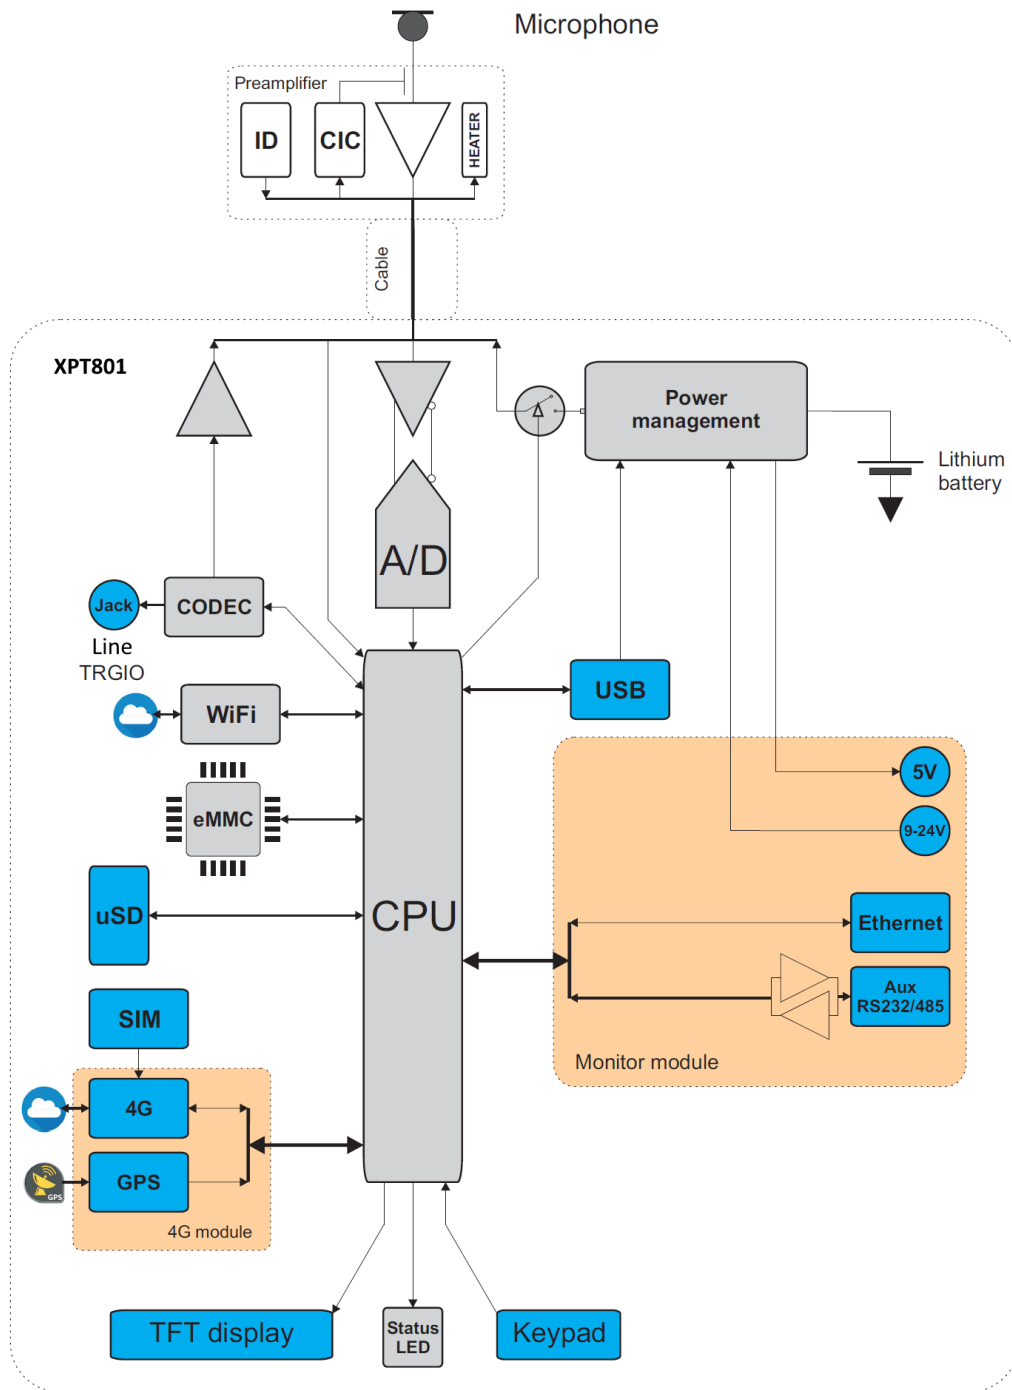 Microphone
Preamplifier
ID
CIC
HEATER
Cable
XPT801
Power
management
Lithium
battery
A/D
Jack
CODEC
Line
TRGIO
USB
WiFi
5V
eMMC
9-24V
uSD
CPU
Ethernet
Aux
RS232/485
SIM
Monitor module
4G
GPS
GPS
4G module
TFT display
Status
LED
Keypad